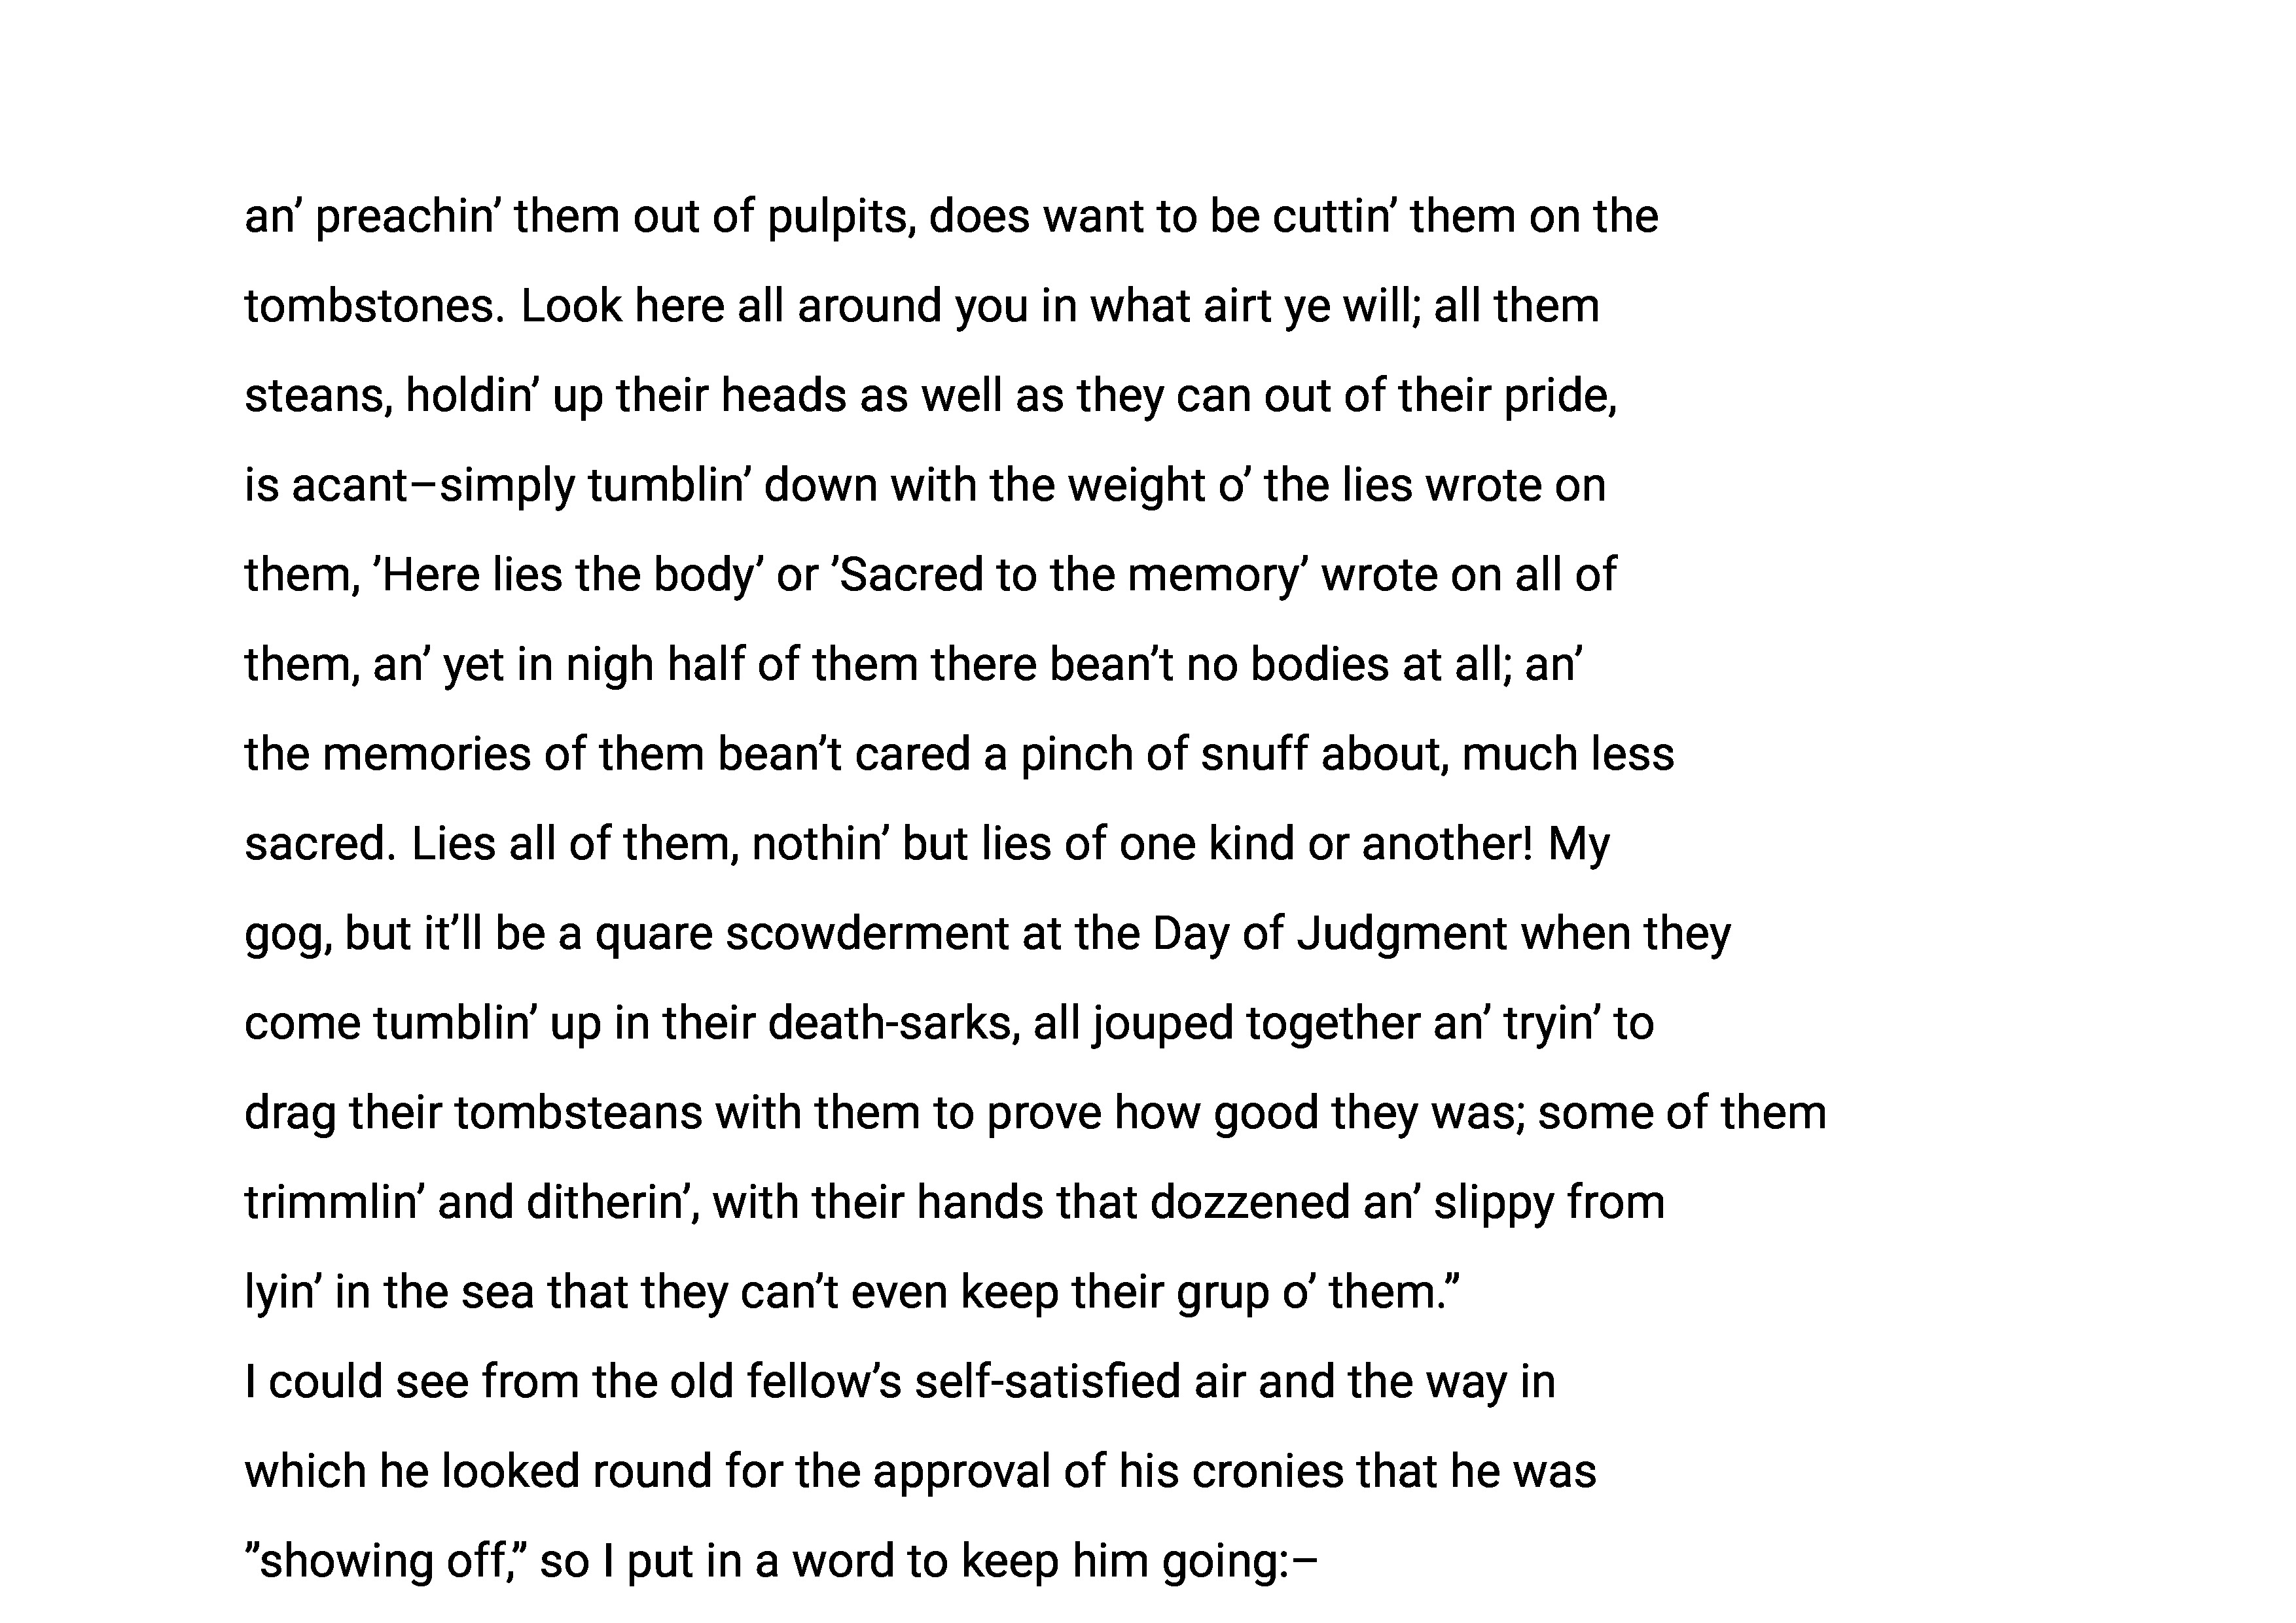 an’ preachin’ them out of pulpits, does want to be cuttin’ them on the
tombstones. Look here all around you in what airt ye will; all them
steans, holdin’ up their heads as well as they can out of their pride,
is acant–simply tumblin’ down with the weight o’ the lies wrote on
them, ’Here lies the body’ or ’Sacred to the memory’ wrote on all of
them, an’ yet in nigh half of them there bean’t no bodies at all; an’
the memories of them bean’t cared a pinch of snuff about, much less
sacred. Lies all of them, nothin’ but lies of one kind or another! My
gog, but it’ll be a quare scowderment at the Day of Judgment when they
come tumblin’ up in their death-sarks, all jouped together an’ tryin’ to
drag their tombsteans with them to prove how good they was; some of them
trimmlin’ and ditherin’, with their hands that dozzened an’ slippy from
lyin’ in the sea that they can’t even keep their grup o’ them.”
I could see from the old fellow’s self-satisfied air and the way in
which he looked round for the approval of his cronies that he was
”showing off,” so I put in a word to keep him going:–